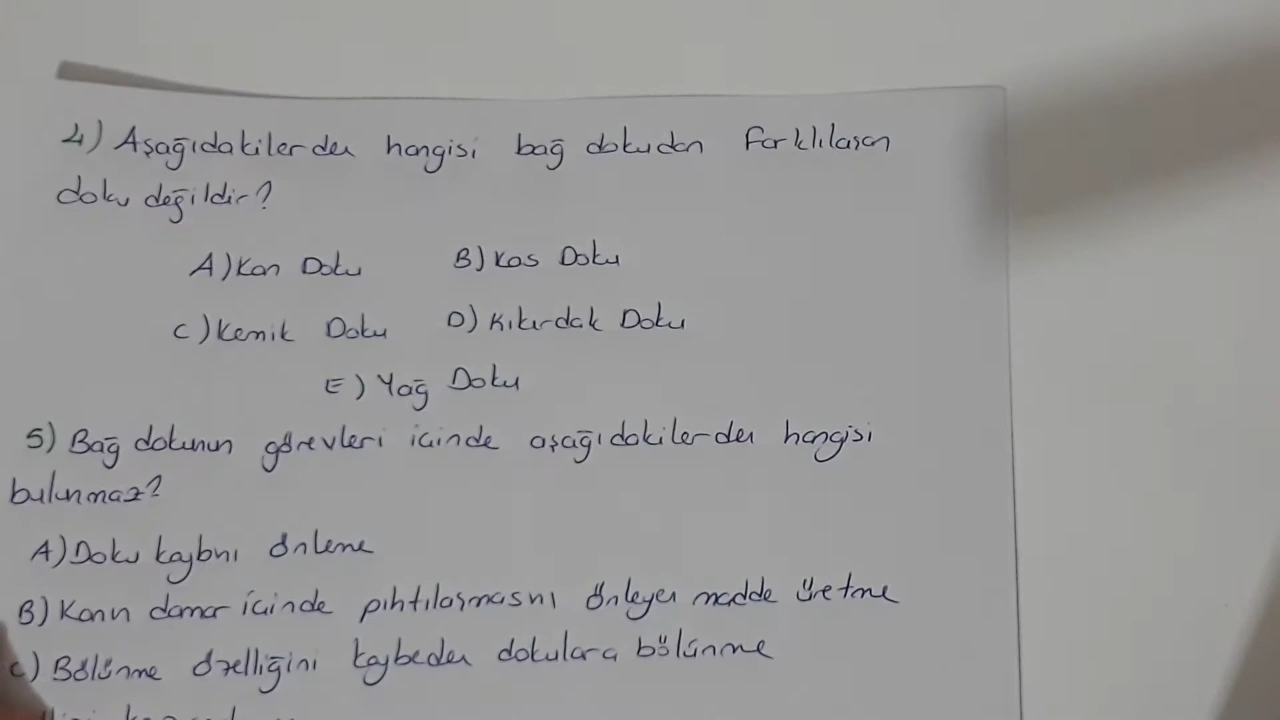 4) Aşağıdakilerden hangisi bağ dokudan farklılaşan
doku değildir?
A) Kan Doku B) Kas Doku
C) Kemik Doku D) Kıkırdak Doku
E) Yağ Doku
5) Bağ dokunun görevleri içinde aşağıdakilerden hangisi
bulunmaz?
A) Doku kaybını önleme
B) Kanın damar içinde pıhtılaşmasını önleyen madde üretme
C) Bölünme özelliğini kaybeden dokulara bölünme